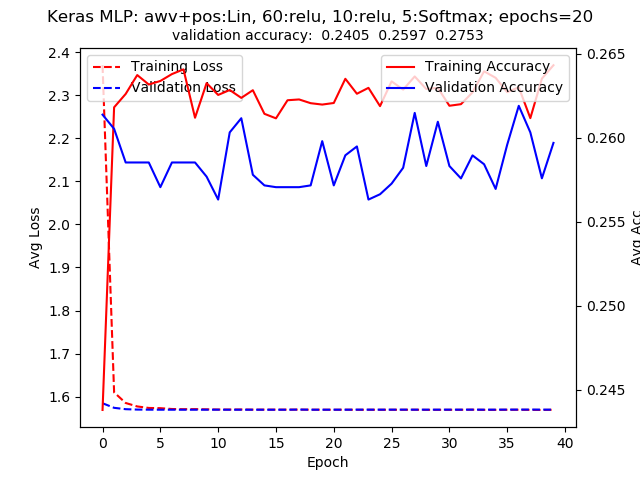 Keras MLP: awv+pos:Lin, 60:relu, 10:relu, 5:Softmax; epochs=20
validation accuracy:  0.2405  0.2597  0.2753
Training Loss
Validation Loss
Training Accuracy
Validation Accuracy
Avg Loss
2.4
2.3
2.2
2.1
2.0
1.9
1.8
1.7
1.6
0.265
0.260
0.255
0.250
0.245
Avg Acc
0 5 10 15 20 25 30 35 40
Epoch